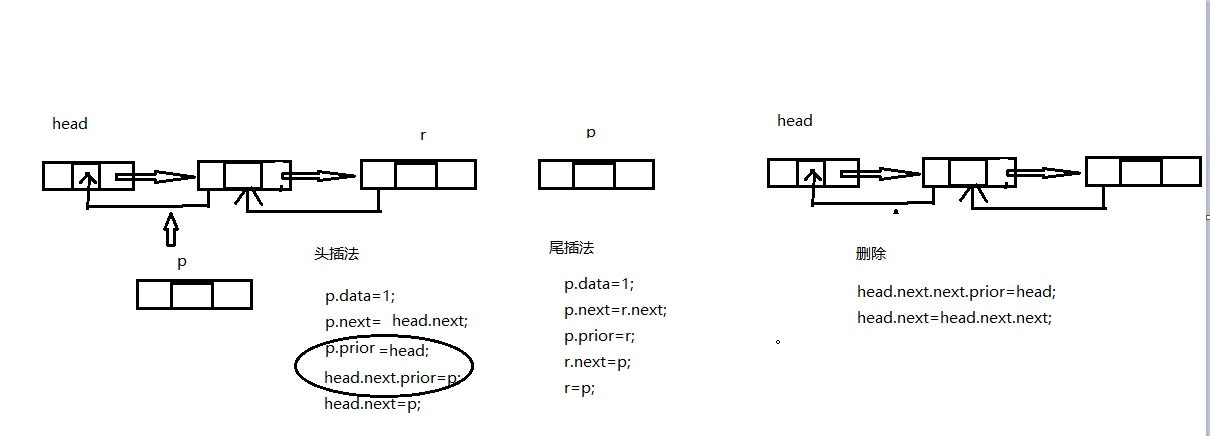 head
r
p
head
p
头插法
p.data=1;
p.next= head.next;
p.prior =head;
head.next.prior=p;
head.next=p;
尾插法
p.data=1;
p.next=r.next;
p.prior=r;
r.next=p;
r=p;
删除
head.next.next.prior=head;
head.next=head.next.next;
。